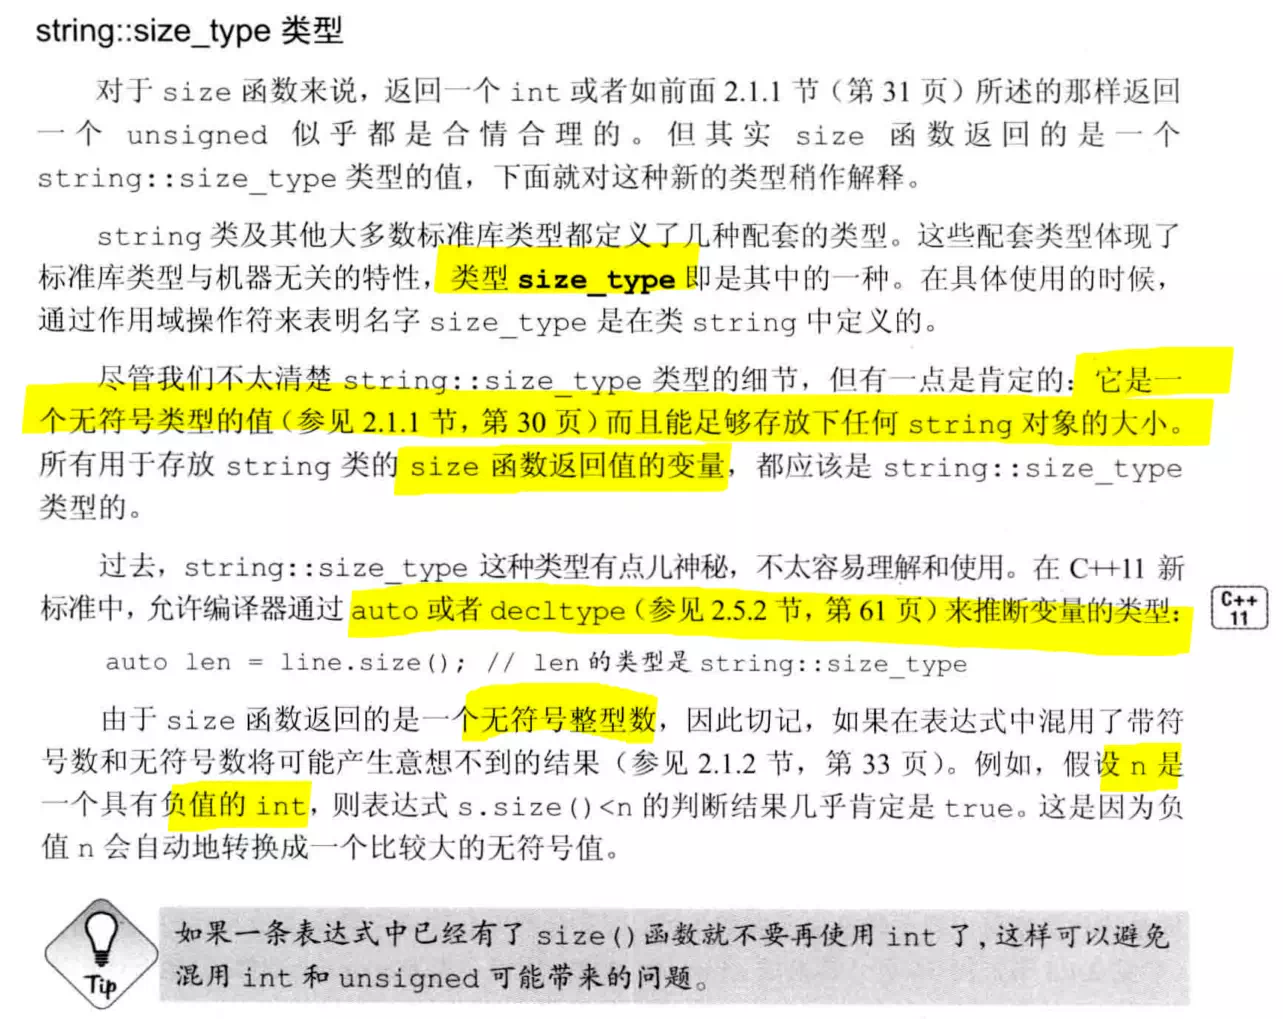 string::size_type 类型
对于 size 函数来说，返回一个 int 或者如前面 2.1.1 节（第 31 页）所述的那样返回
一个 unsigned 似乎都是合情合理的。但其实 size 函数返回的是一个
string::size_type 类型的值，下面就对这种新的类型稍作解释。
string 类及其他大多数标准库类型都定义了几种配套的类型。这些配套类型体现了
标准库类型与机器无关的特性，类型 size_type 即是其中的一种。在具体使用的时候，
通过作用域操作符来表明名字 size_type 是在类 string 中定义的。
尽管我们不太清楚 string::size_type 类型的细节，但有一点是肯定的：它是一
个无符号类型的值（参见 2.1.1 节，第 30 页）而且能足够存放下任何 string 对象的大小。
所有用于存放 string 类的 size 函数返回值的变量，都应该是 string::size_type
类型的。
过去，string::size_type 这种类型有点儿神秘，不太容易理解和使用。在 C++11 新
标准中，允许编译器通过 auto 或者 decltype（参见 2.5.2 节，第 61 页）来推断变量的类型：
C++
11
auto len = line.size(); // len 的类型是 string::size_type
由于 size 函数返回的是一个无符号整型数，因此切记，如果在表达式中混用了带符
号数和无符号数将可能产生意想不到的结果（参见 2.1.2 节，第 33 页）。例如，假设 n 是
一个具有负值的 int，则表达式 s.size()<n 的判断结果几乎肯定是 true。这是因为负
值 n 会自动地转换成一个比较大的无符号值。
Tip
如果一条表达式中已经有了 size()函数就不要再使用 int 了，这样可以避免
混用 int 和 unsigned 可能带来的问题。